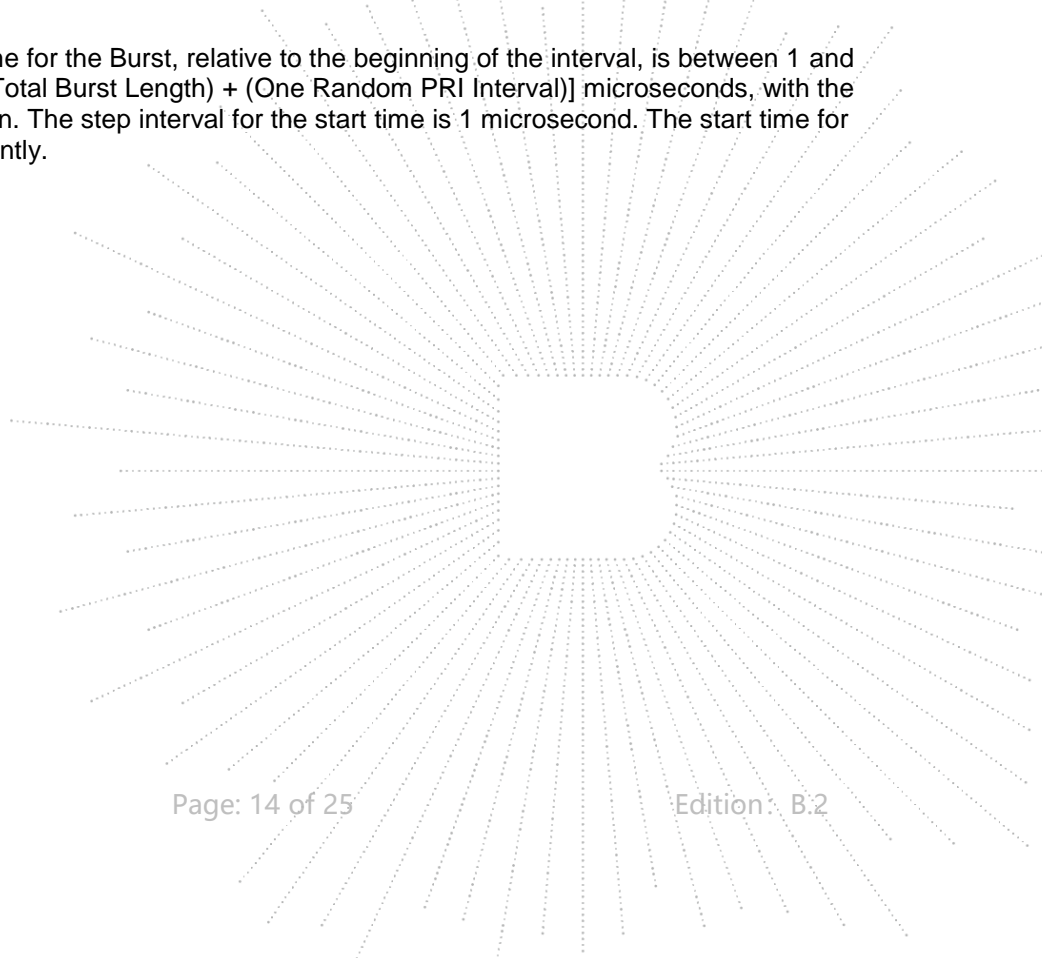 e for the Burst, relative to the beginning of the interval, is between 1 and
Total Burst Length) + (One Random PRI Interval)] microseconds, with the
n. The step interval for the start time is 1 microsecond. The start time for
ntly.
Page: 14 of 25 Edition: B.2